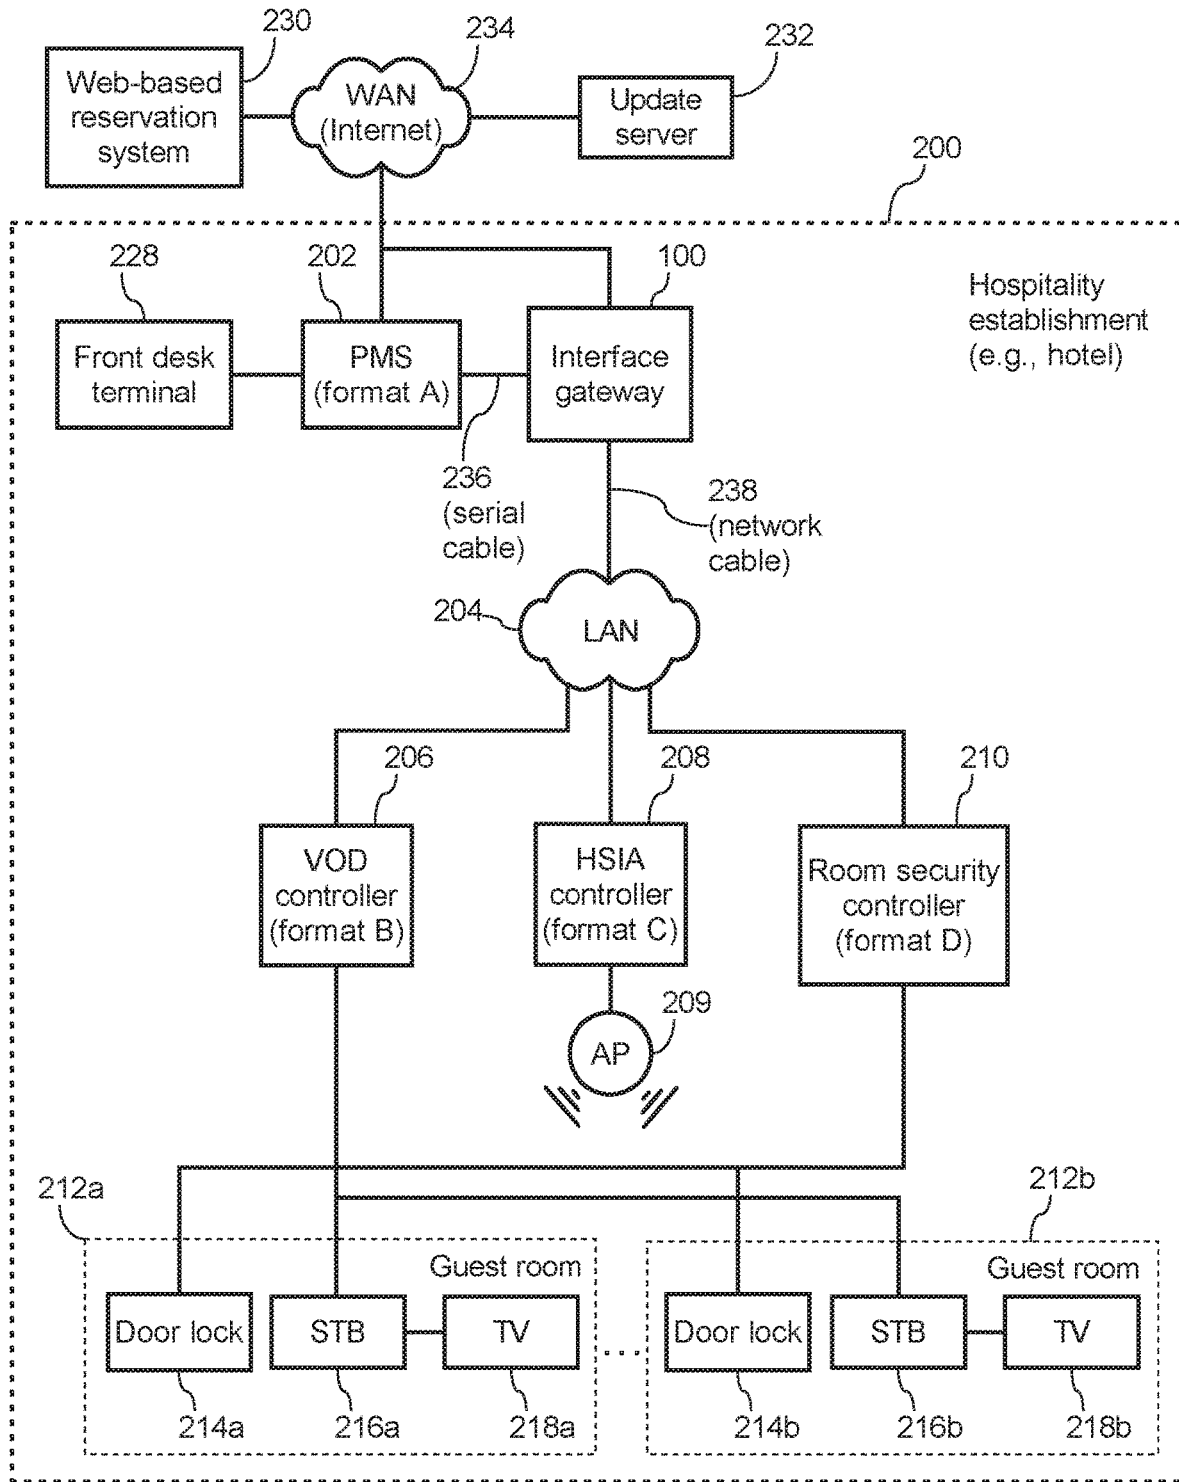 230
234
232
Web-based
reservation
system
WAN
(Internet)
Update
server
200
228
202
100
Hospitality
establishment
(e.g., hotel)
Front desk
terminal
PMS
(format A)
Interface
gateway
236
(serial
cable)
238
(network
cable)
204
LAN
206
208
210
VOD
controller
(format B)
HSIA
controller
(format C)
Room security
controller
(format D)
209
AP
212a
212b
Guest room
Guest room
Door lock
STB
TV
Door lock
STB
TV
214a
216a
218a
214b
216b
218b